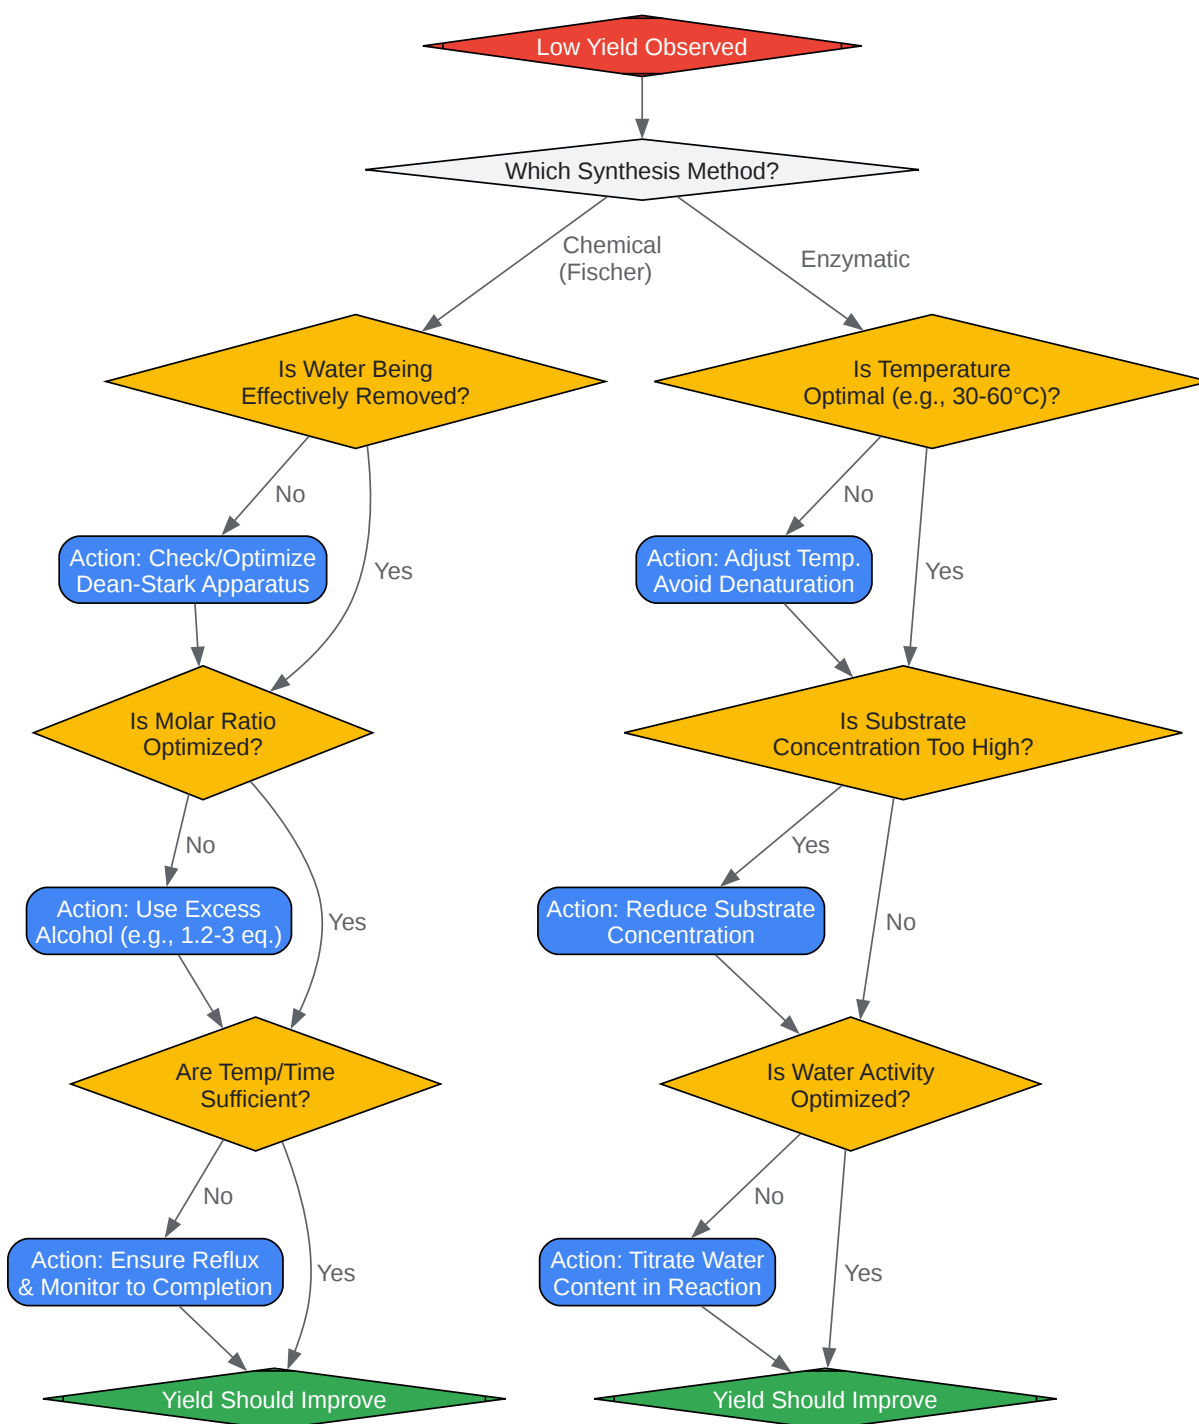 Low Yield Observed
Which Synthesis Method?
Chemical
(Fischer)
Enzymatic
Is Water Being
Effectively Removed?
Is Temperature
Optimal (e.g., 30-60°C)?
No
Yes
No
Yes
Action: Check/Optimize
Dean-Stark Apparatus
Action: Adjust Temp.
Avoid Denaturation
Is Molar Ratio
Optimized?
Is Substrate
Concentration Too High?
No
Yes
Yes
No
Action: Use Excess
Alcohol (e.g., 1.2-3 eq.)
Action: Reduce Substrate
Concentration
Are Temp/Time
Sufficient?
Is Water Activity
Optimized?
No
Yes
No
Yes
Action: Ensure Reflux
& Monitor to Completion
Action: Titrate Water
Content in Reaction
Yield Should Improve
Yield Should Improve